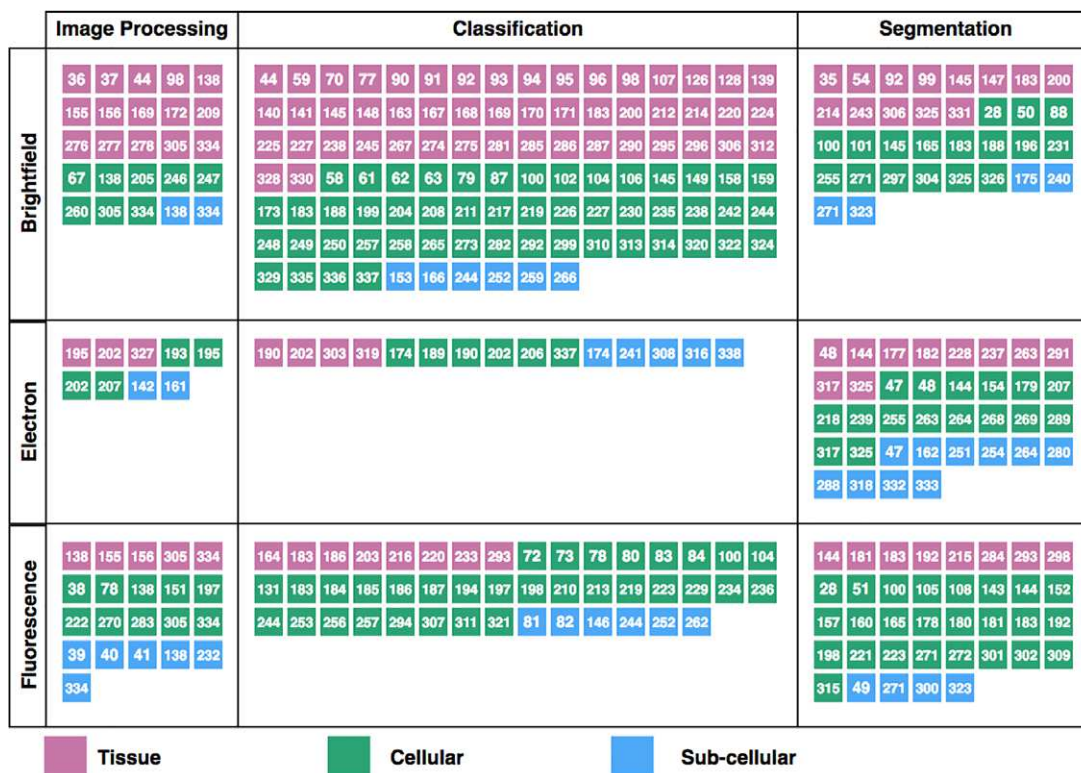 Image Processing Classification Segmentation
Brightfield
36 37 44 98 138
155 156 169 172 209
276 277 278 305 334
67 138 205 246 247
260 305 334 138 334
44 59 70 77 90 91 92 93 94 95 96 98 107 126 128 139
140 141 145 148 163 167 168 169 170 171 183 200 212 214 220 224
225 227 238 245 267 274 275 281 285 286 287 290 295 296 306 312
328 330 58 61 62 63 79 87 100 102 104 106 145 149 158 159
173 183 188 199 204 208 211 217 219 226 227 230 235 238 242 244
248 249 250 257 258 265 273 282 292 299 310 313 314 320 322 324
329 335 336 337 153 166 244 252 259 266
35 54 92 99 145 147 183 200
214 243 306 325 331 28 50 88
100 101 145 165 183 188 196 231
255 271 297 304 325 326 175 240
271 323
Electron
195 202 327 193 195
202 207 142 161
190 202 303 319 174 189 190 202 206 337 174 241 308 316 338
48 144 177 182 228 237 263 291
317 325 47 48 144 154 179 207
218 239 255 263 264 268 269 289
317 325 47 162 251 254 264 280
288 318 332 333
Fluorescence
138 155 156 305 334
38 78 138 151 197
222 270 283 305 334
39 40 41 138 232
334
164 183 186 203 216 220 233 293 72 73 78 80 83 84 100 104
131 183 184 185 186 187 194 197 198 210 213 219 223 229 234 236
244 253 256 257 294 307 311 321 81 82 146 244 252 262
144 181 183 192 215 284 293 298
28 51 100 105 108 143 144 152
157 160 165 178 180 181 183 192
198 221 223 271 272 301 302 309
315 49 271 300 323
Tissue Cellular Sub-cellular